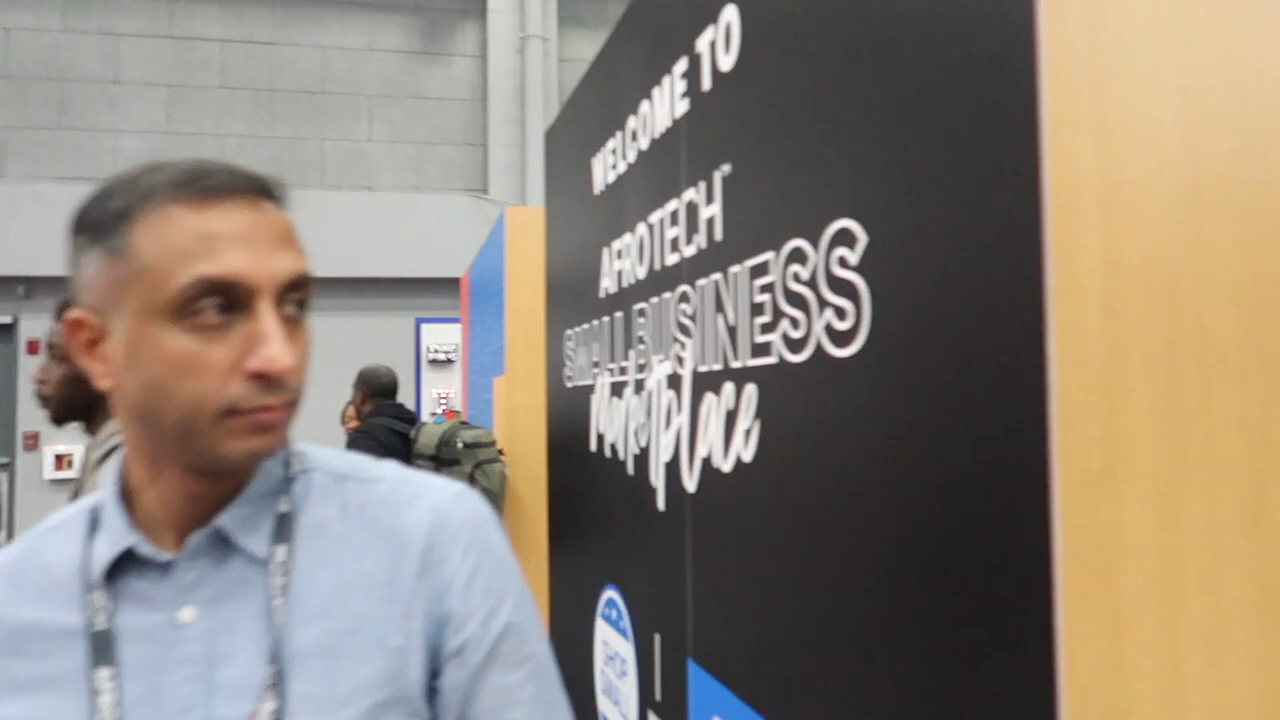 WELCOME TO
AFROTECH™
SMALL BUSINESS
Marketplace
SHOP
SMALL